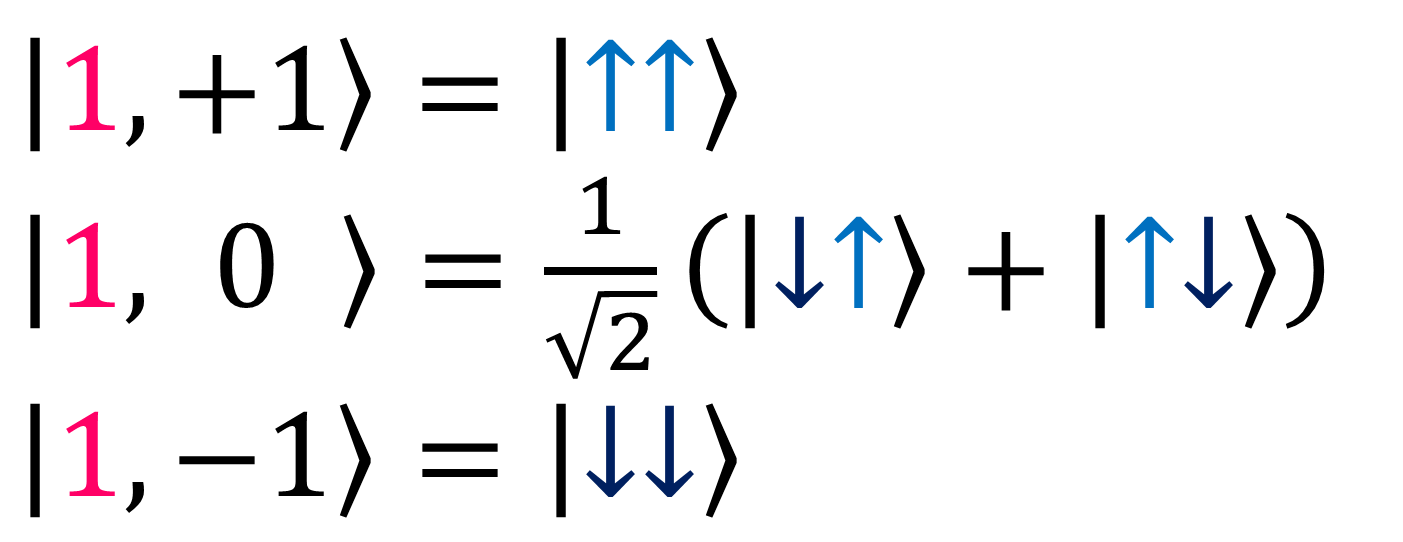 |1, +1⟩ = |↑↑⟩
|1, 0 ⟩ = 1/√2 (|↓↑⟩ + |↑↓⟩)
|1, −1⟩ = |↓↓⟩